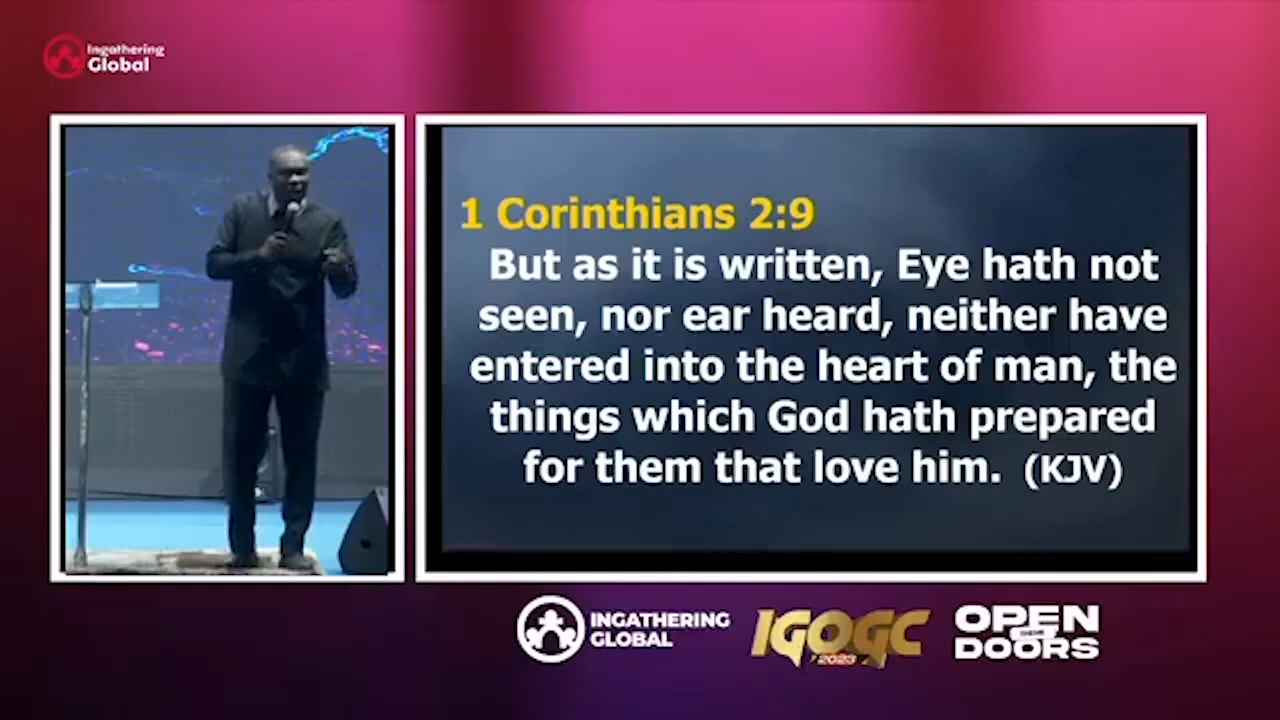 Ingathering
Global
1 Corinthians 2:9
But as it is written, Eye hath not
seen, nor ear heard, neither have
entered into the heart of man, the
things which God hath prepared
for them that love him. (KJV)
INGATHERING
GLOBAL
IGOGC
2023
OPEN
DOORS